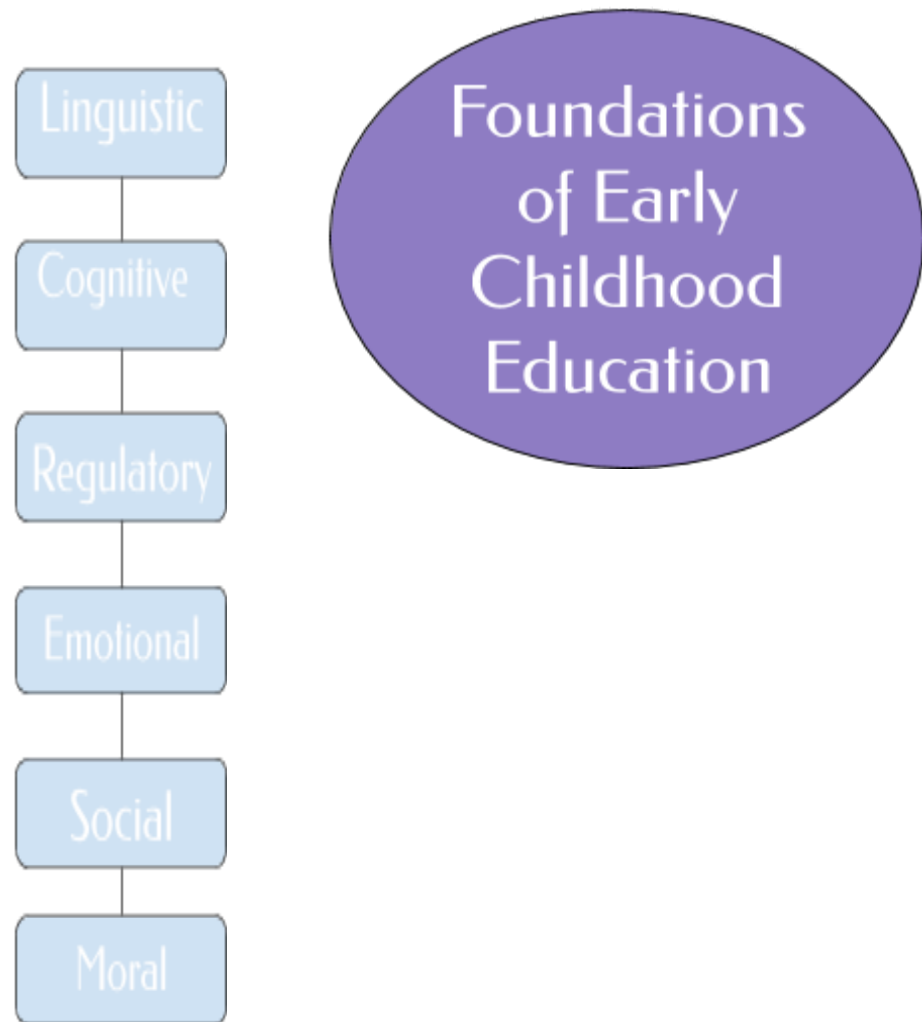 Linguistic
Cognitive
Regulatory
Emotional
Social
Moral
Foundations
of Early
Childhood
Education